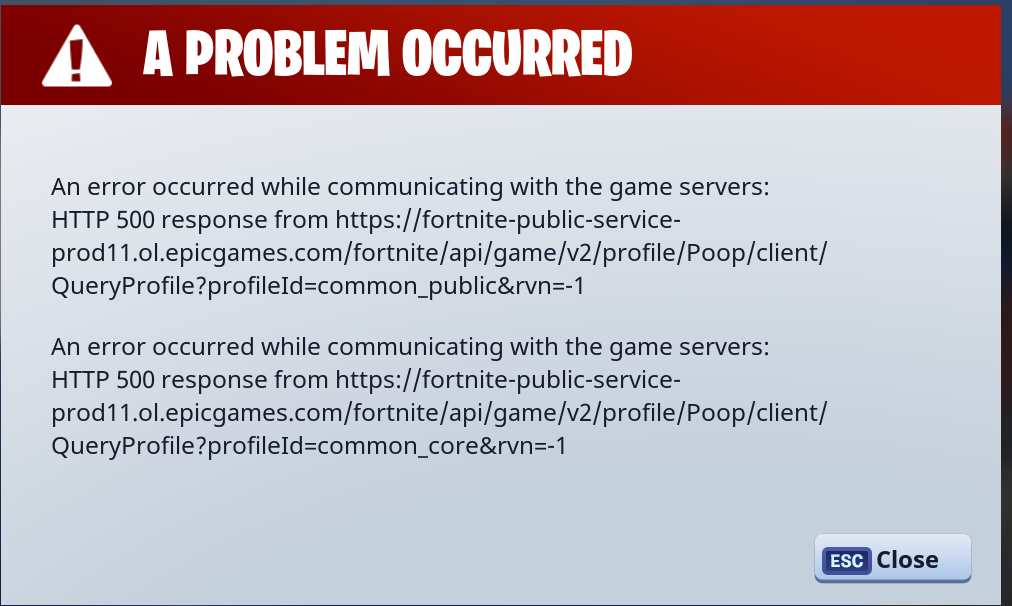 A PROBLEM OCCURRED
An error occurred while communicating with the game servers:
HTTP 500 response from https://fortnite-public-service-
prod11.ol.epicgames.com/fortnite/api/game/v2/profile/Poop/client/
QueryProfile?profileId=common_public&rvn=-1
An error occurred while communicating with the game servers:
HTTP 500 response from https://fortnite-public-service-
prod11.ol.epicgames.com/fortnite/api/game/v2/profile/Poop/client/
QueryProfile?profileId=common_core&rvn=-1
ESC Close